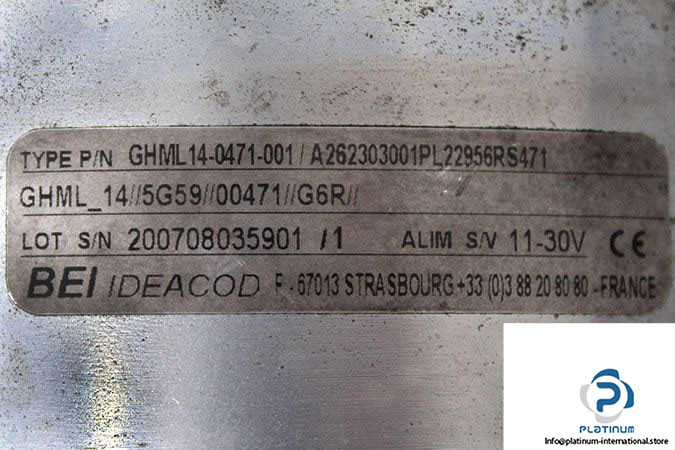 TYPE P/N GHML14-0471-001 / A262303001PL22956RS471
GHML_14//5G59//00471//G6R//
LOT S/N 200708035901 /1 ALIM S/V 11-30V CE
BEI IDEACOD F - 67013 STRASBOURG +33 (0)3 88 20 80 80 - FRANCE
PLATINUM
Info@platinum-international.store